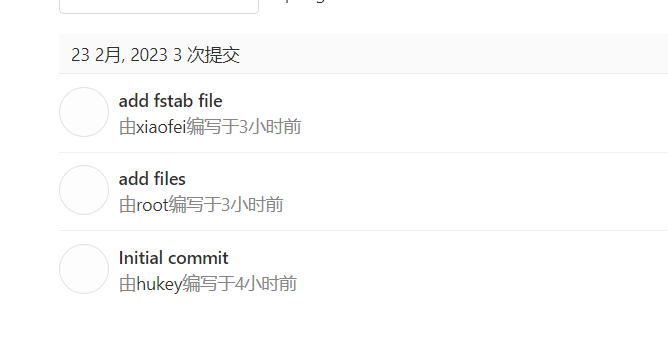 23 2月, 2023 3 次提交
add fstab file
由xiaofei编写于3小时前
add files
由root编写于3小时前
Initial commit
由hukey编写于4小时前